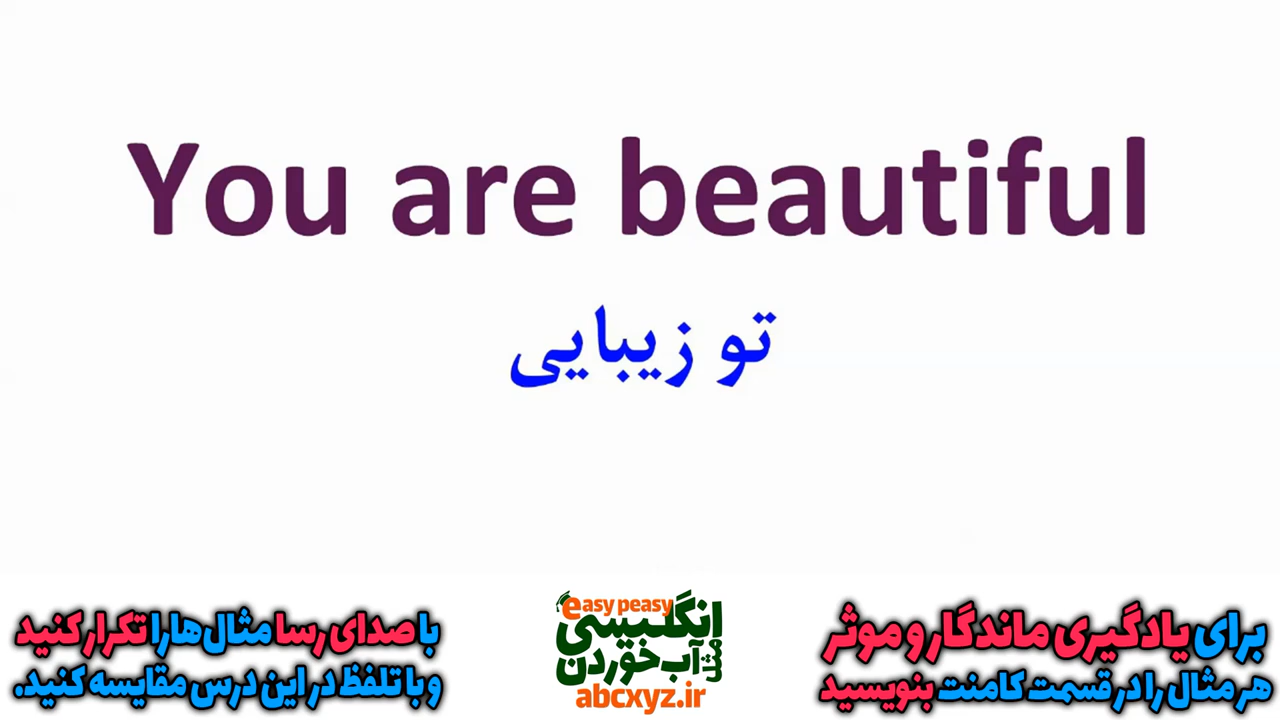 You are beautiful
تو زیبایی
برای یادگیری ماندگار و موثر
هر مثال را در قسمت کامنت بنویسید
easy peasy
انگلیسی
مثل آب خوردن
abcxyz.ir
با صدای رسا مثال‌ها را تکرار کنید
و با تلفظ در این درس مقایسه کنید.